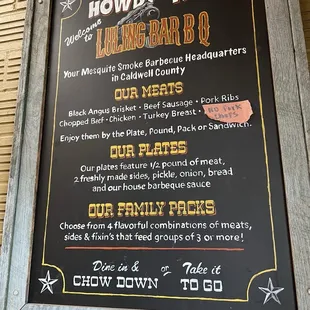 HOWDY
Welcome
to
LULING BAR B Q
Your Mesquite Smoke Barbecue Headquarters
in Caldwell County
OUR MEATS
Black Angus Brisket • Beef Sausage • Pork Ribs
Chopped Beef • Chicken • Turkey Breast •
NO PORK
Enjoy them by the Plate, Pound, Pack or Sandwich.
OUR PLATES
Our plates feature 1/2 pound of meat,
2 freshly made sides, pickle, onion, bread
and our house barbecue sauce
OUR FAMILY PACKS
Choose from 4 flavorful combinations of meats,
sides & fixin's that feed groups of 3 or more!
Dine in & or Take it
CHOW DOWN TO GO